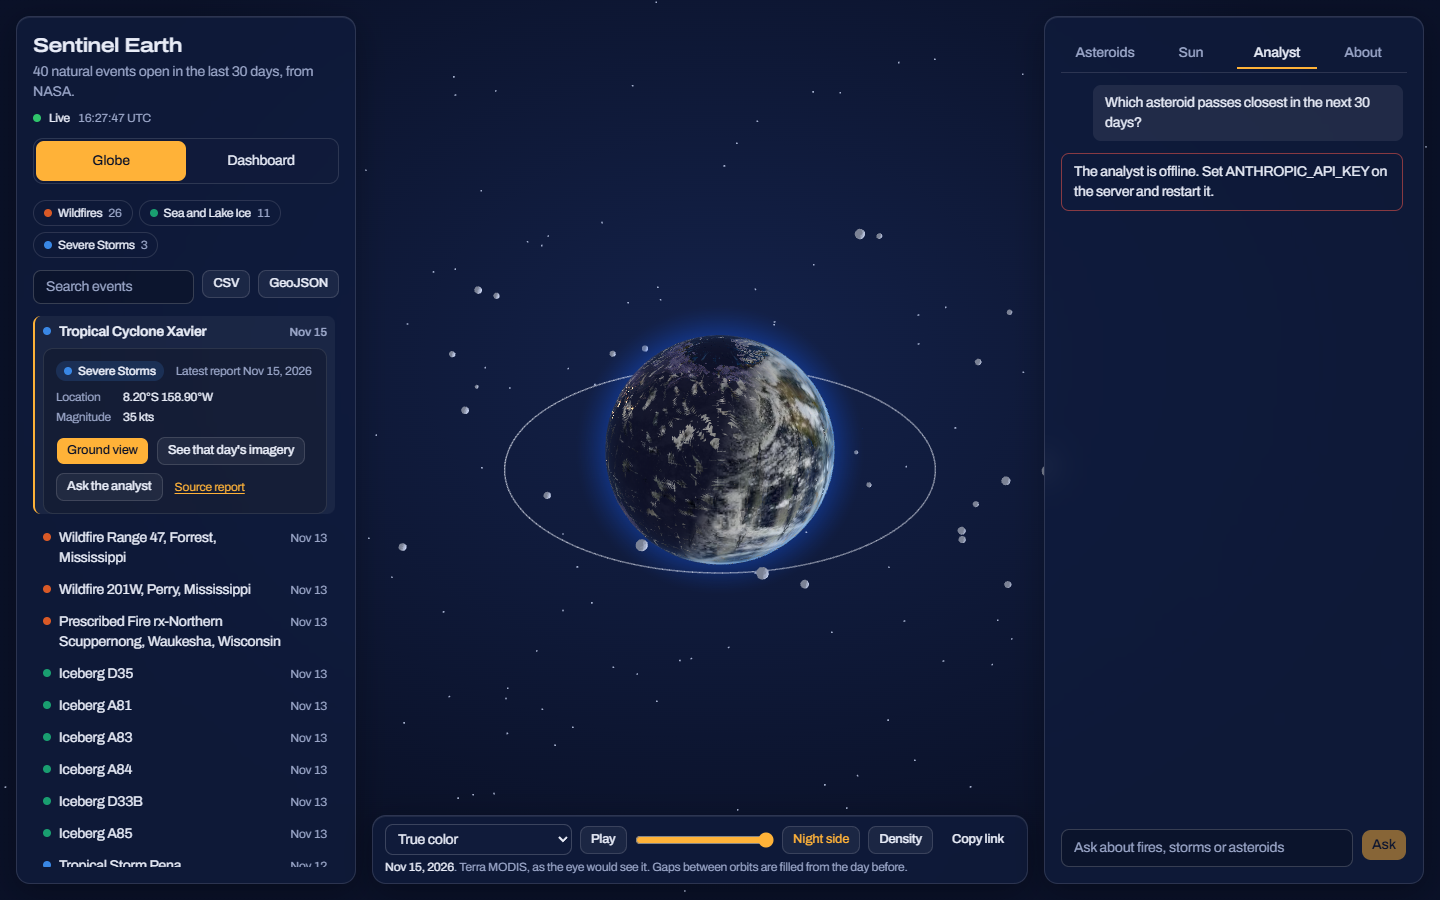 Sentinel Earth
40 natural events open in the last 30 days, from
NASA.
Live 16:27:47 UTC
Globe Dashboard
Wildfires 26 Sea and Lake Ice 11
Severe Storms 3
Search events CSV GeoJSON
Tropical Cyclone Xavier Nov 15
Severe Storms Latest report Nov 15, 2026
Location 8.20°S 158.90°W
Magnitude 35 kts
Ground view See that day's imagery
Ask the analyst Source report
Wildfire Range 47, Forrest, Nov 13
Mississippi
Wildfire 201W, Perry, Mississippi Nov 13
Prescribed Fire rx-Northern Nov 13
Scuppernong, Waukesha, Wisconsin
Iceberg D35 Nov 13
Iceberg A81 Nov 13
Iceberg A83 Nov 13
Iceberg A84 Nov 13
Iceberg D33B Nov 13
Iceberg A85 Nov 13
Tropical Storm Pena Nov 12
True color Play Night side Density Copy link
Nov 15, 2026. Terra MODIS, as the eye would see it. Gaps between orbits are filled from the day before.
Asteroids Sun Analyst About
Which asteroid passes closest in the next 30
days?
The analyst is offline. Set ANTHROPIC_API_KEY on
the server and restart it.
Ask about fires, storms or asteroids Ask